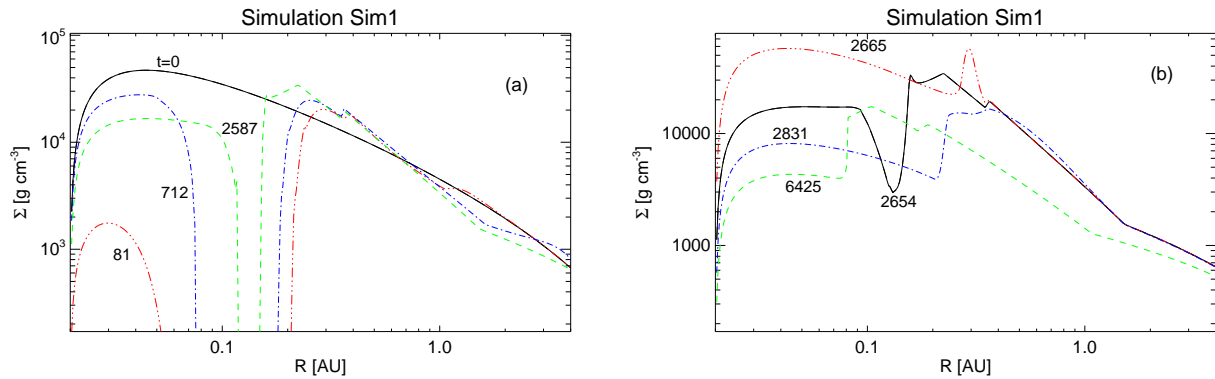 Simulation Sim1
(a)
t=0
2587
712
81
10^5
10^4
10^3
Σ [g cm^-3]
0.1
1.0
R [AU]
Simulation Sim1
(b)
2665
2831
6425
2654
10000
1000
Σ [g cm^-3]
0.1
1.0
R [AU]